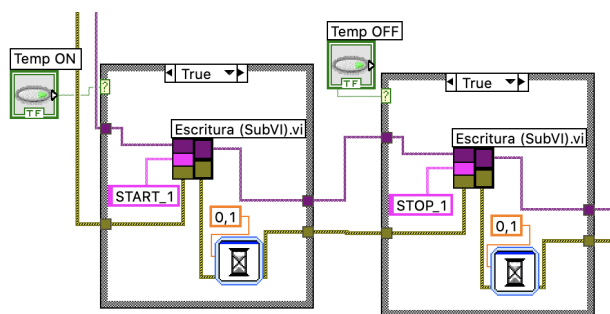 Temp ON
TF
True
Escritura (SubVI).vi
START_1
0,1
Temp OFF
TF
True
Escritura (SubVI).vi
STOP_1
0,1